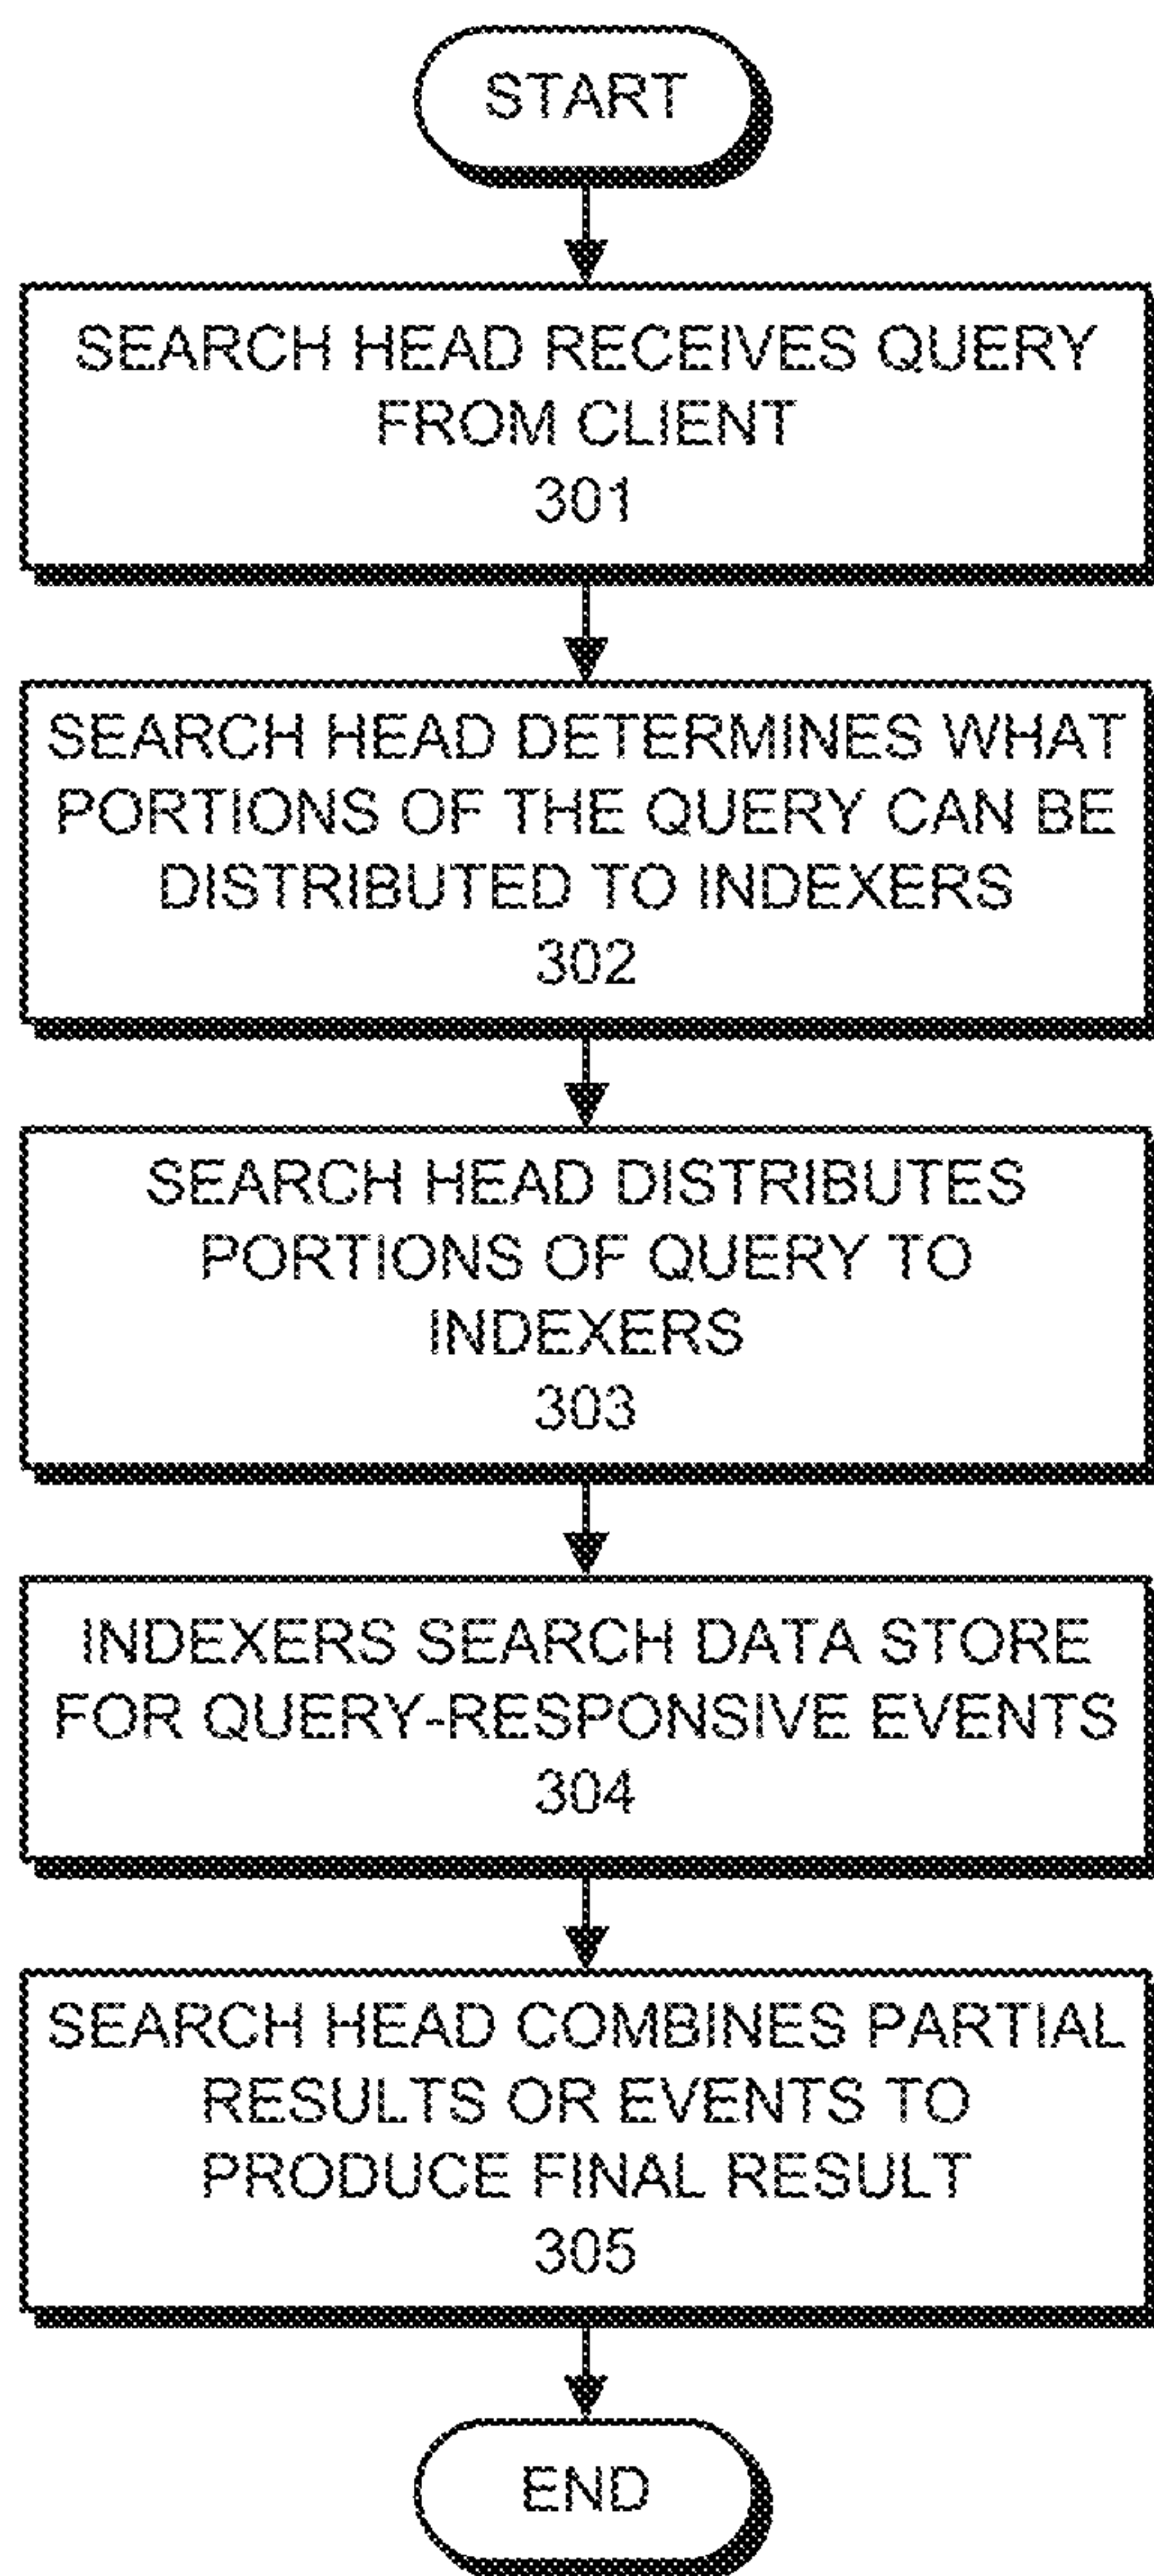 START
SEARCH HEAD RECEIVES QUERY
FROM CLIENT
301
SEARCH HEAD DETERMINES WHAT
PORTIONS OF THE QUERY CAN BE
DISTRIBUTED TO INDEXERS
302
SEARCH HEAD DISTRIBUTES
PORTIONS OF QUERY TO
INDEXERS
303
INDEXERS SEARCH DATA STORE
FOR QUERY-RESPONSIVE EVENTS
304
SEARCH HEAD COMBINES PARTIAL
RESULTS OR EVENTS TO
PRODUCE FINAL RESULT
305
END